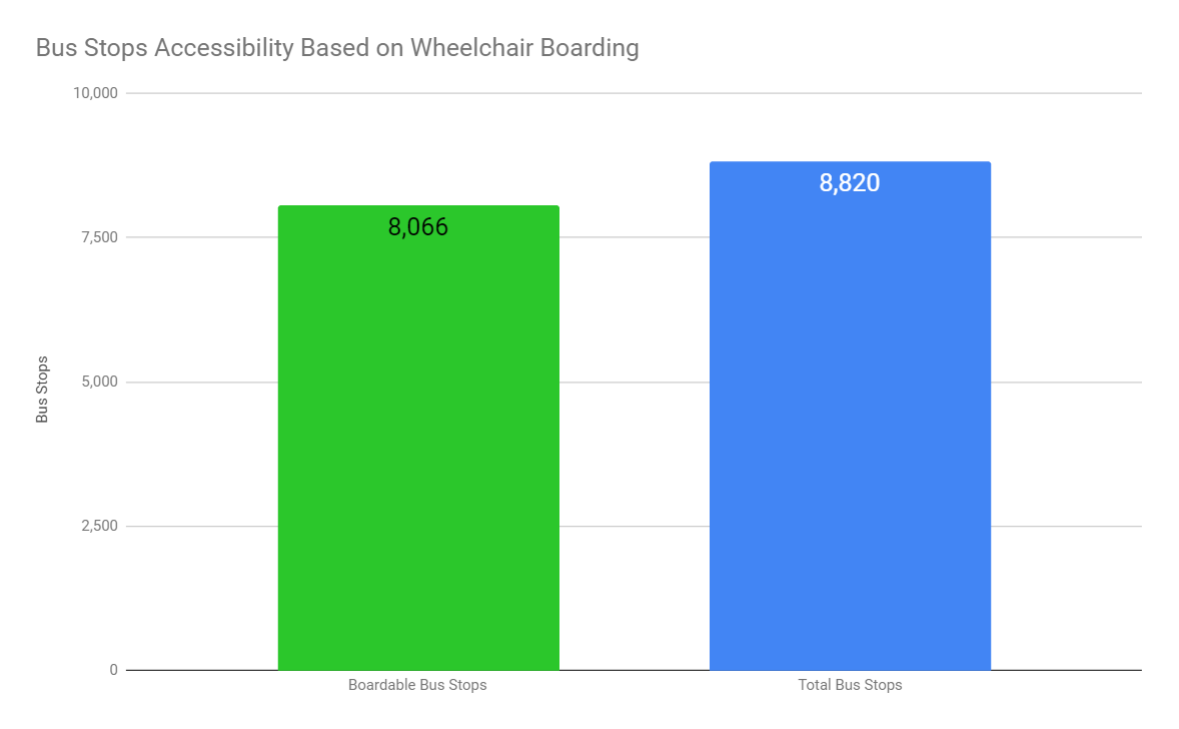 Bus Stops Accessibility Based on Wheelchair Boarding
10,000
8,820
8,066
7,500
5,000
Bus Stops
2,500
0
Boardable Bus Stops
Total Bus Stops